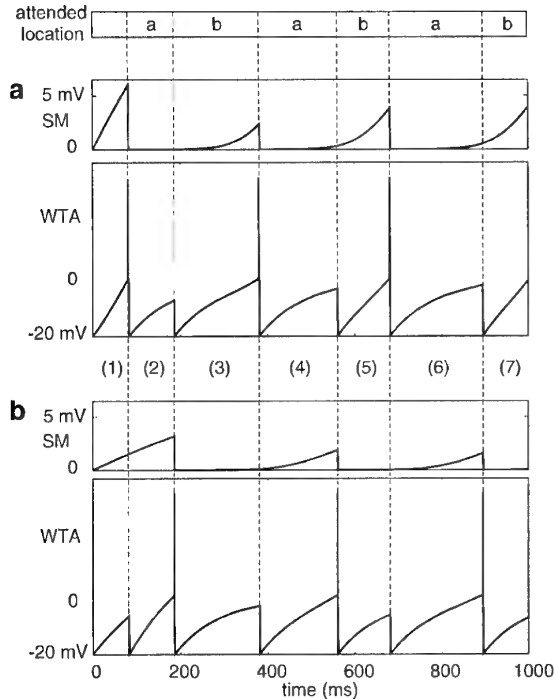 attended location
a b a b a b
a
5 mV
SM
0
WTA
0
-20 mV
(1) (2) (3) (4) (5) (6) (7)
b
5 mV
SM
0
WTA
0
-20 mV
0 200 400 600 800 1000
time (ms)